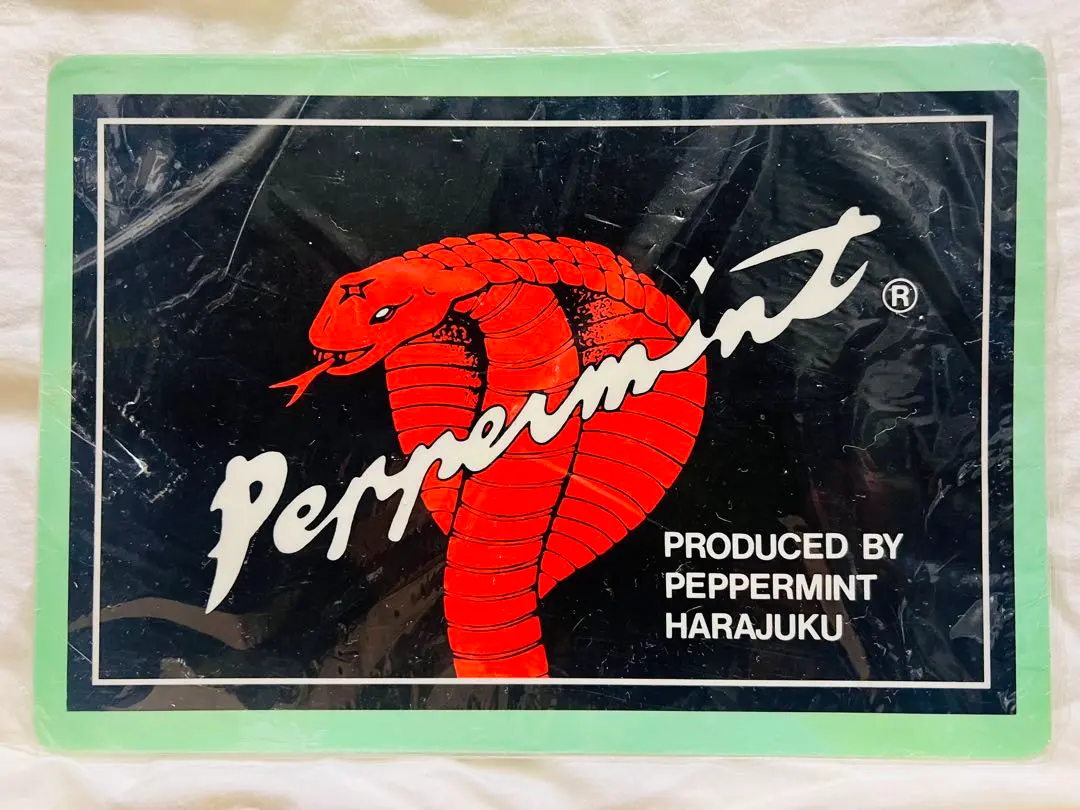 Peppermint ®
PRODUCED BY
PEPPERMINT
HARAJUKU